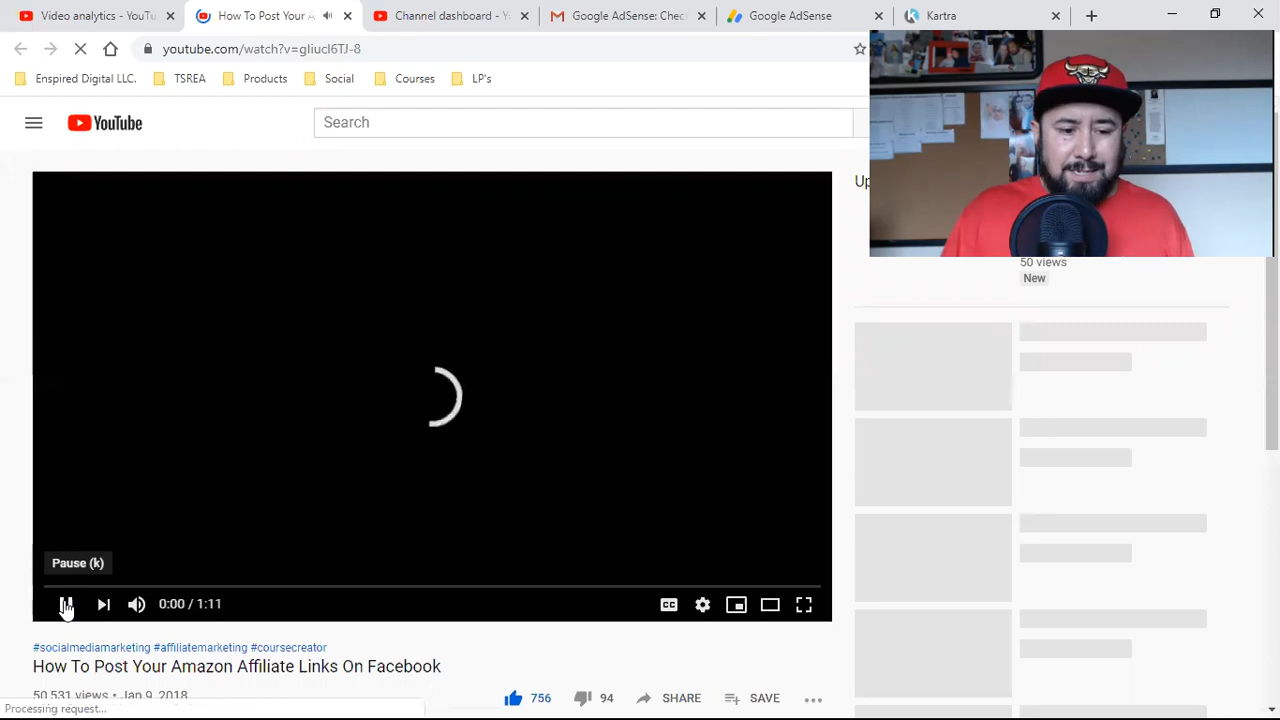 Video analytics - YouTu
How To Post Your A
Channel dashboard - Y
Google AdSense: Chec
Google AdSense
Kartra
youtube.com/watch?v=gliucI6TJ-8
Enspired Digital LLC.
TSREA
Products
Social
Courses
LP's
YouTube
Search
Up
50 views
New
Pause (k)
0:00 / 1:11
CC
#socialmediamarketing #affiliatemarketing #coursecreator
How To Post Your Amazon Affiliate Links On Facebook
50,531 views • Jan 9, 2018
756
94
SHARE
SAVE
Processing request...